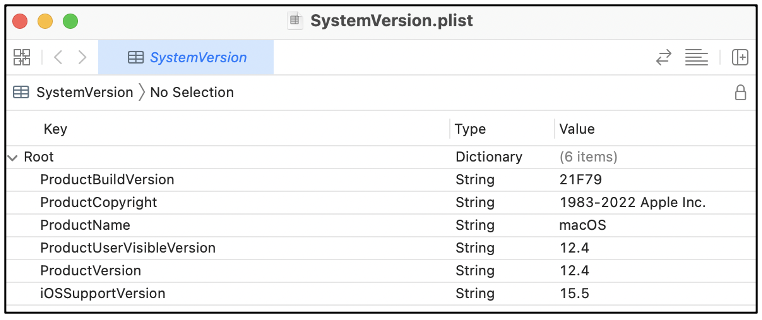 SystemVersion.plist
SystemVersion
SystemVersion 〉No Selection
Key Type Value
Root Dictionary (6 items)
ProductBuildVersion String 21F79
ProductCopyright String 1983-2022 Apple Inc.
ProductName String macOS
ProductUserVisibleVersion String 12.4
ProductVersion String 12.4
iOSSupportVersion String 15.5